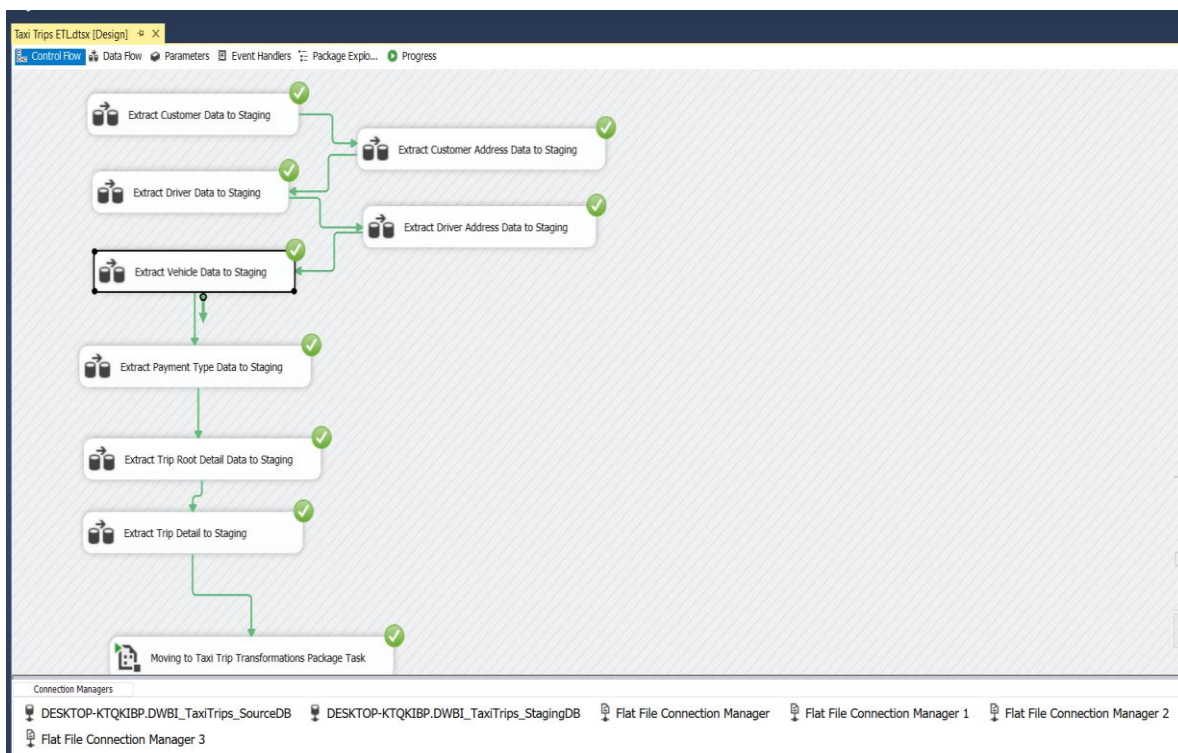 Taxi Trips ETL.dtsx [Design]
Control Flow Data Flow Parameters Event Handlers Package Explo... Progress
Extract Customer Data to Staging
Extract Customer Address Data to Staging
Extract Driver Data to Staging
Extract Driver Address Data to Staging
Extract Vehicle Data to Staging
Extract Payment Type Data to Staging
Extract Trip Root Detail Data to Staging
Extract Trip Detail to Staging
Moving to Taxi Trip Transformations Package Task
Connection Managers
DESKTOP-KTQKIBP.DWBI_TaxiTrips_SourceDB DESKTOP-KTQKIBP.DWBI_TaxiTrips_StagingDB Flat File Connection Manager Flat File Connection Manager 1 Flat File Connection Manager 2
Flat File Connection Manager 3